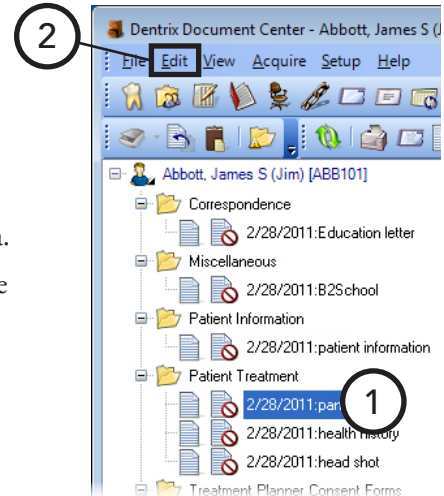 2
Dentrix Document Center - Abbott, James S (J
File Edit View Acquire Setup Help
Abbott, James S (Jim) [ABB101]
Correspondence
2/28/2011:Education letter
Miscellaneous
2/28/2011:B2School
Patient Information
2/28/2011:patient information
Patient Treatment
2/28/2011:pan
1
2/28/2011:health history
2/28/2011:head shot
Treatment Planner Consent Forms